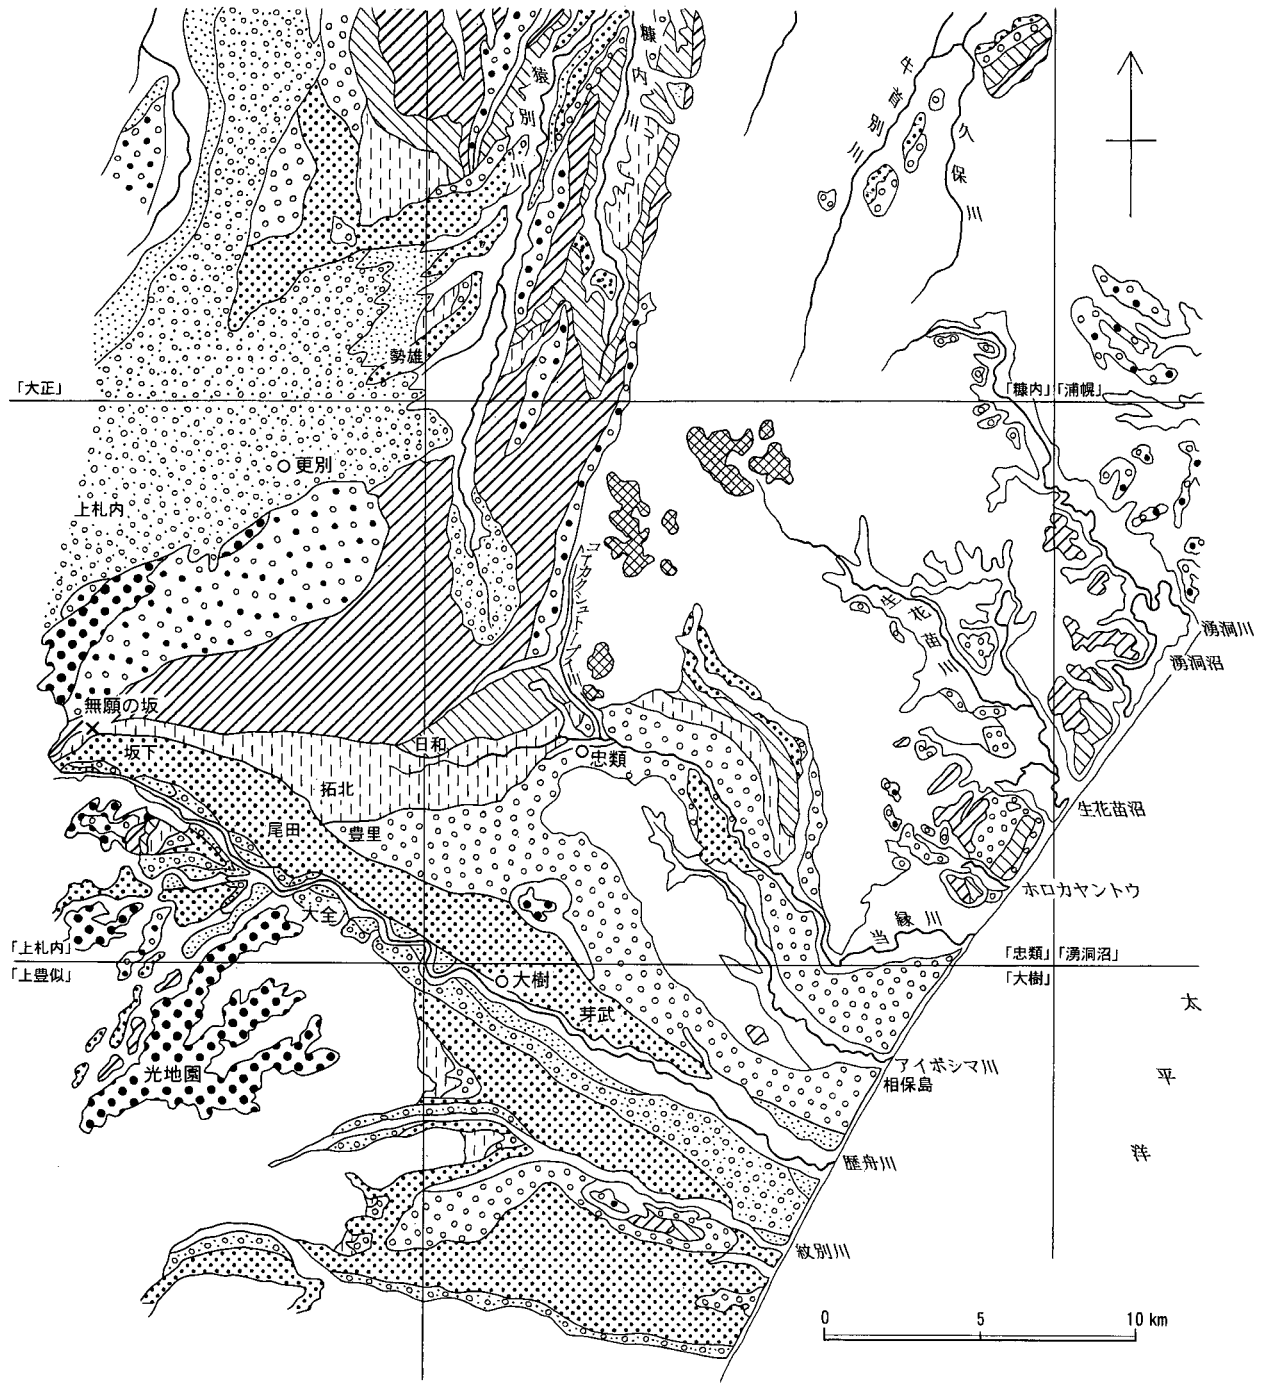 糠内川
猿別川
牛首別川
久保川
勢雄
「大正」
「糠内」「浦幌」
更別
上札内
コイカクシュトープイ川
生花苗川
湧洞川
湧洞沼
無願の坂
坂下
日和
忠類
拓北
尾田
豊里
生花苗沼
ホロカヤントウ
大全
当縁川
「上札内」
「上豊似」
「忠類」「湧洞沼」
「大樹」
大樹
芽武
太平洋
光地園
アイボシマ川
相保島
歴舟川
紋別川
0 5 10 km